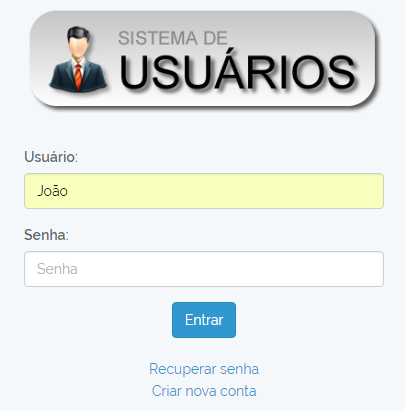 SISTEMA DE
USUÁRIOS
Usuário:
João
Senha:
Senha
Entrar
Recuperar senha
Criar nova conta